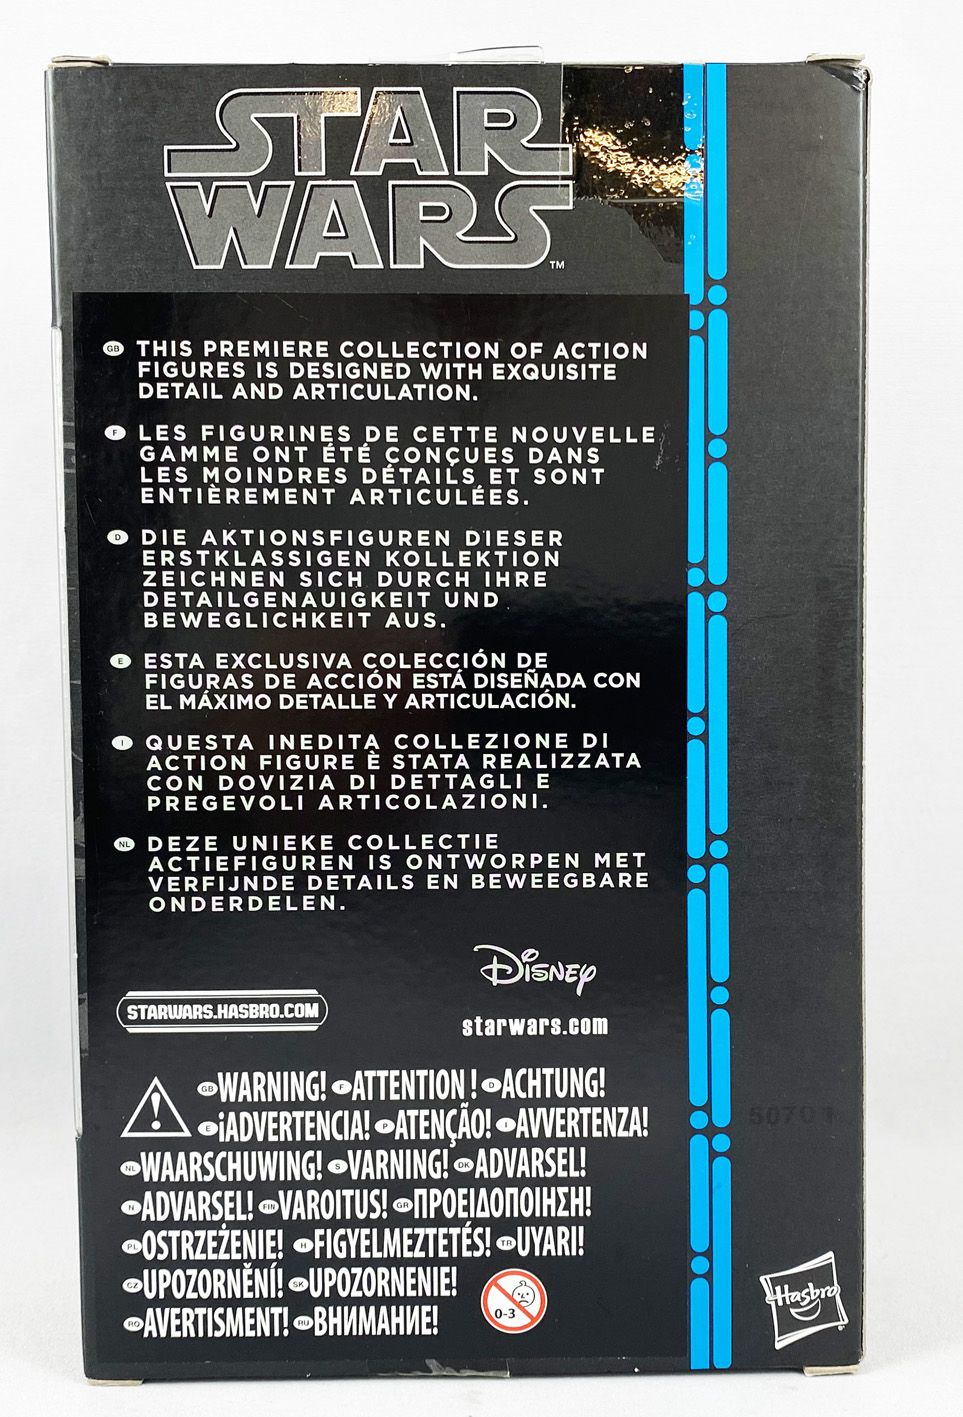 STAR
WARS
TM
GB THIS PREMIERE COLLECTION OF ACTION
FIGURES IS DESIGNED WITH EXQUISITE
DETAIL AND ARTICULATION.
F LES FIGURINES DE CETTE NOUVELLE
GAMME ONT ÉTÉ CONÇUES DANS
LES MOINDRES DÉTAILS ET SONT
ENTIÈREMENT ARTICULÉES.
D DIE AKTIONSFIGUREN DIESER
ERSTKLASSIGEN KOLLEKTION
ZEICHNEN SICH DURCH IHRE
DETAILGENAUIGKEIT UND
BEWEGLICHKEIT AUS.
E ESTA EXCLUSIVA COLECCIÓN DE
FIGURAS DE ACCIÓN ESTÁ DISEÑADA CON
EL MÁXIMO DETALLE Y ARTICULACIÓN.
I QUESTA INEDITA COLLEZIONE DI
ACTION FIGURE È STATA REALIZZATA
CON DOVIZIA DI DETTAGLI E
PREGEVOLI ARTICOLAZIONI.
NL DEZE UNIEKE COLLECTIE
ACTIEFIGUREN IS ONTWORPEN MET
VERFIJNDE DETAILS EN BEWEEGBARE
ONDERDELEN.
Disney
STARWARS.HASBRO.COM
starwars.com
GB WARNING! F ATTENTION ! D ACHTUNG!
E ¡ADVERTENCIA! P ATENÇÃO! I AVVERTENZA!
NL WAARSCHUWING! S VARNING! DK ADVARSEL!
N ADVARSEL! FIN VAROITUS! GR ΠΡΟΕΙΔΟΠΟΙΗΣΗ!
PL OSTRZEŻENIE! H FIGYELMEZTETÉS! TR UYARI!
CZ UPOZORNĚNÍ! SK UPOZORNENIE!
RO AVERTISMENT! RU ВНИМАНИЕ!
0-3
50701
Hasbro